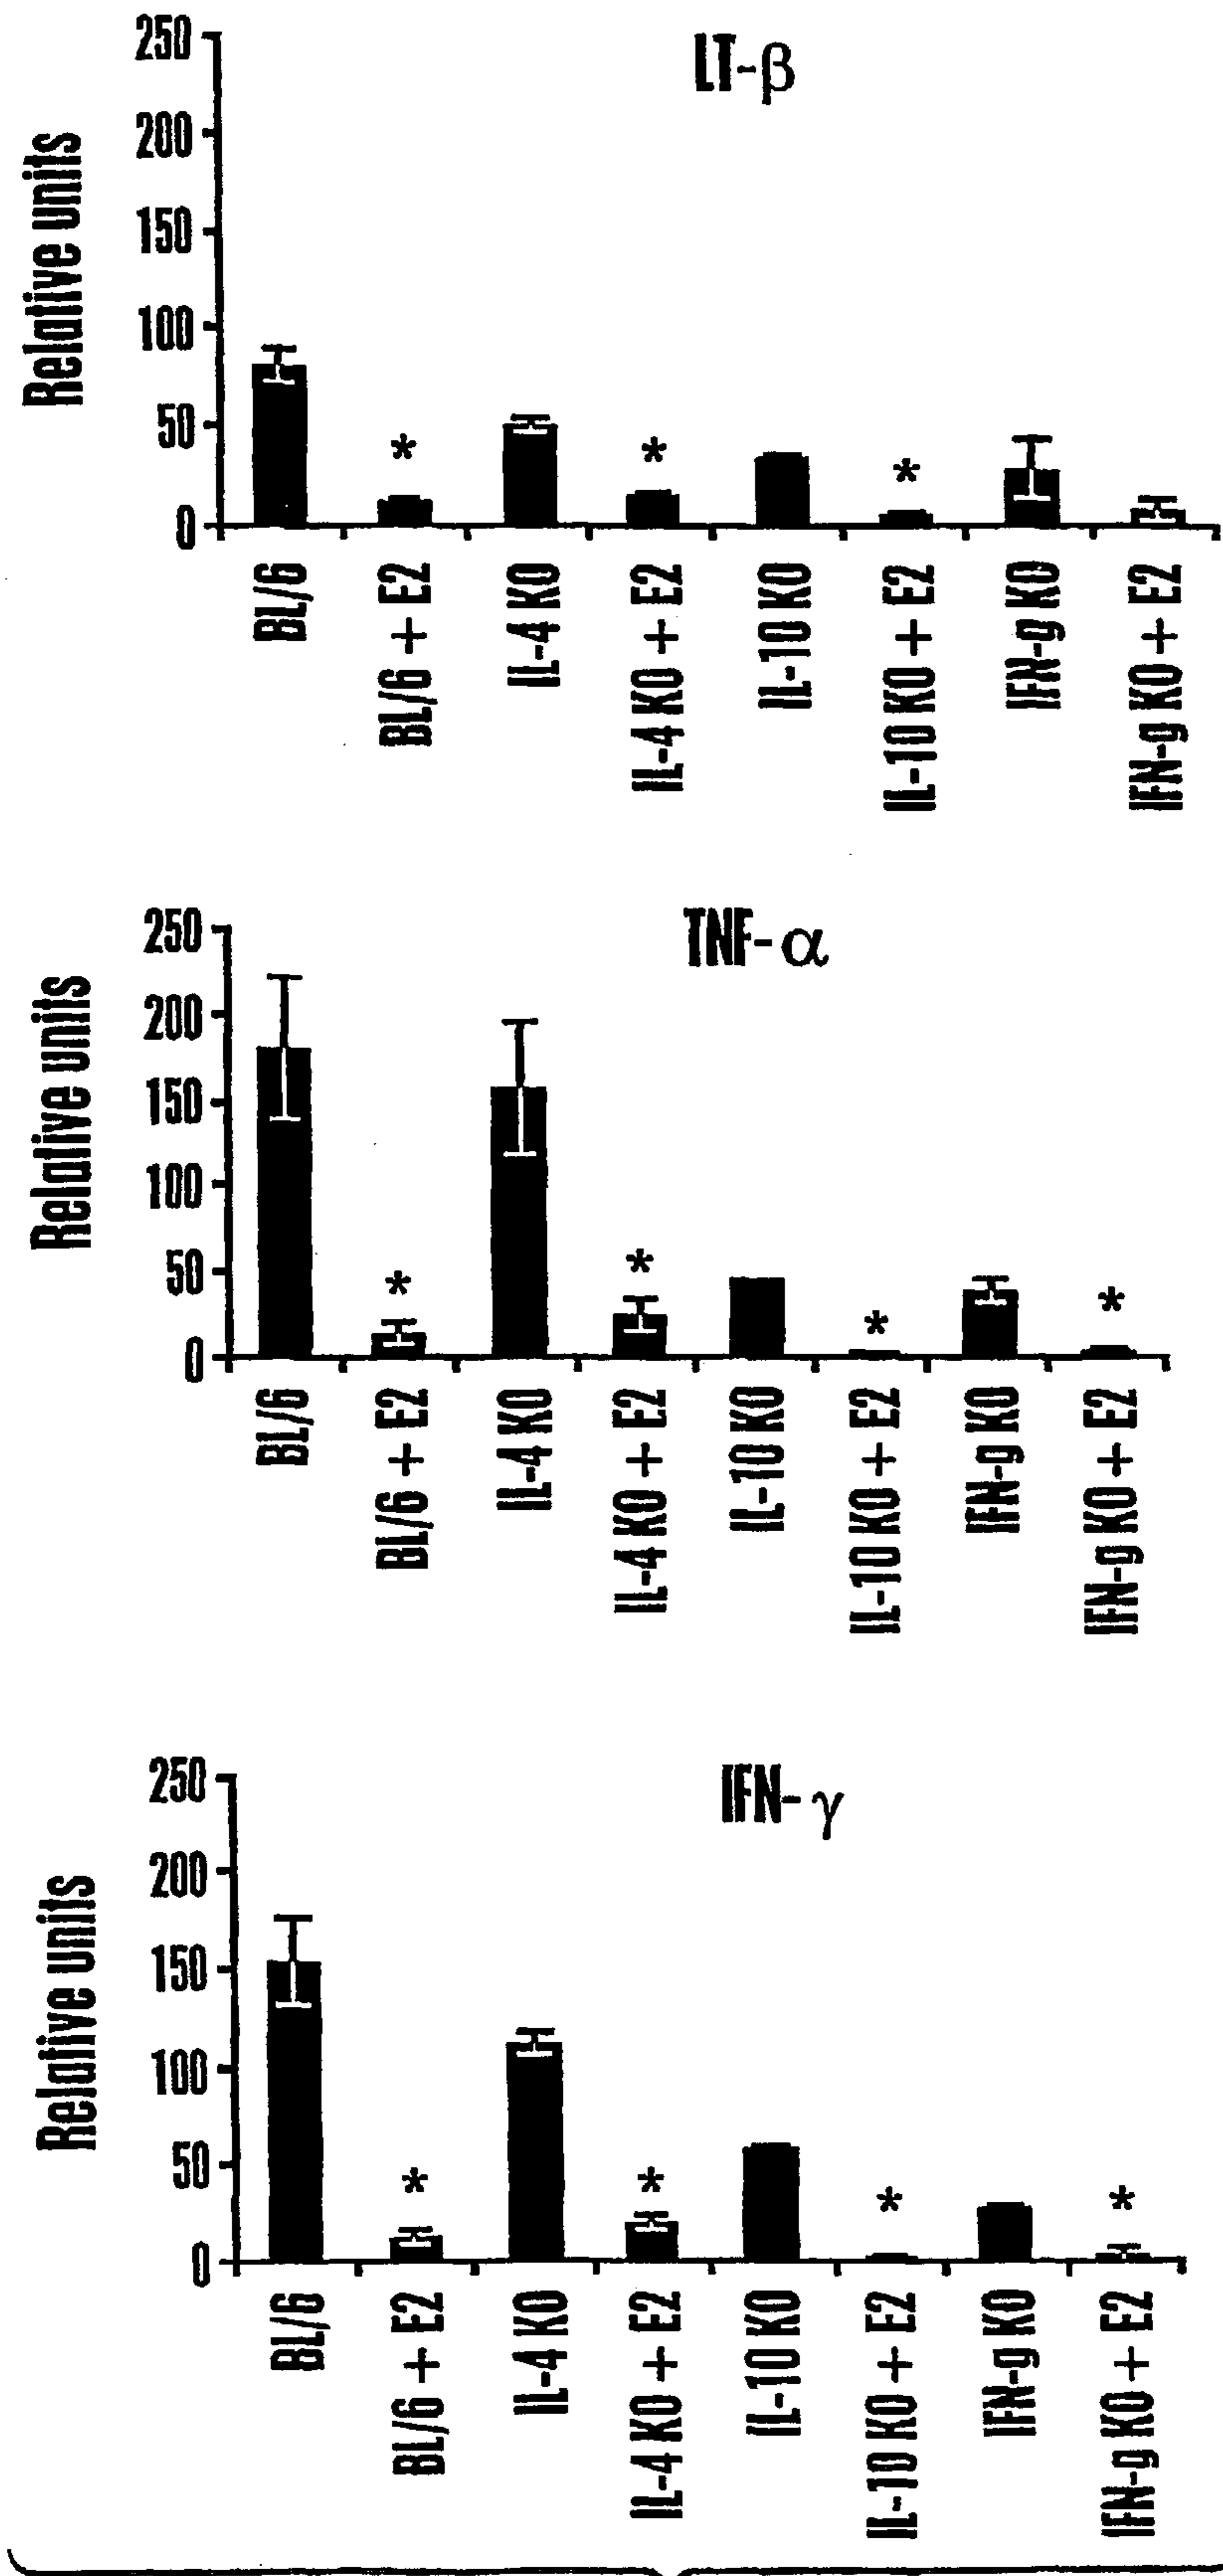 LT-β
Relative units
250
200
150
100
50
0
*
*
*
BL/6
BL/6 + E2
IL-4 KO
IL-4 KO + E2
IL-10 KO
IL-10 KO + E2
IFN-g KO
IFN-g KO + E2
TNF-α
Relative units
250
200
150
100
50
0
*
*
*
*
BL/6
BL/6 + E2
IL-4 KO
IL-4 KO + E2
IL-10 KO
IL-10 KO + E2
IFN-g KO
IFN-g KO + E2
IFN-γ
Relative units
250
200
150
100
50
0
*
*
*
*
BL/6
BL/6 + E2
IL-4 KO
IL-4 KO + E2
IL-10 KO
IL-10 KO + E2
IFN-g KO
IFN-g KO + E2